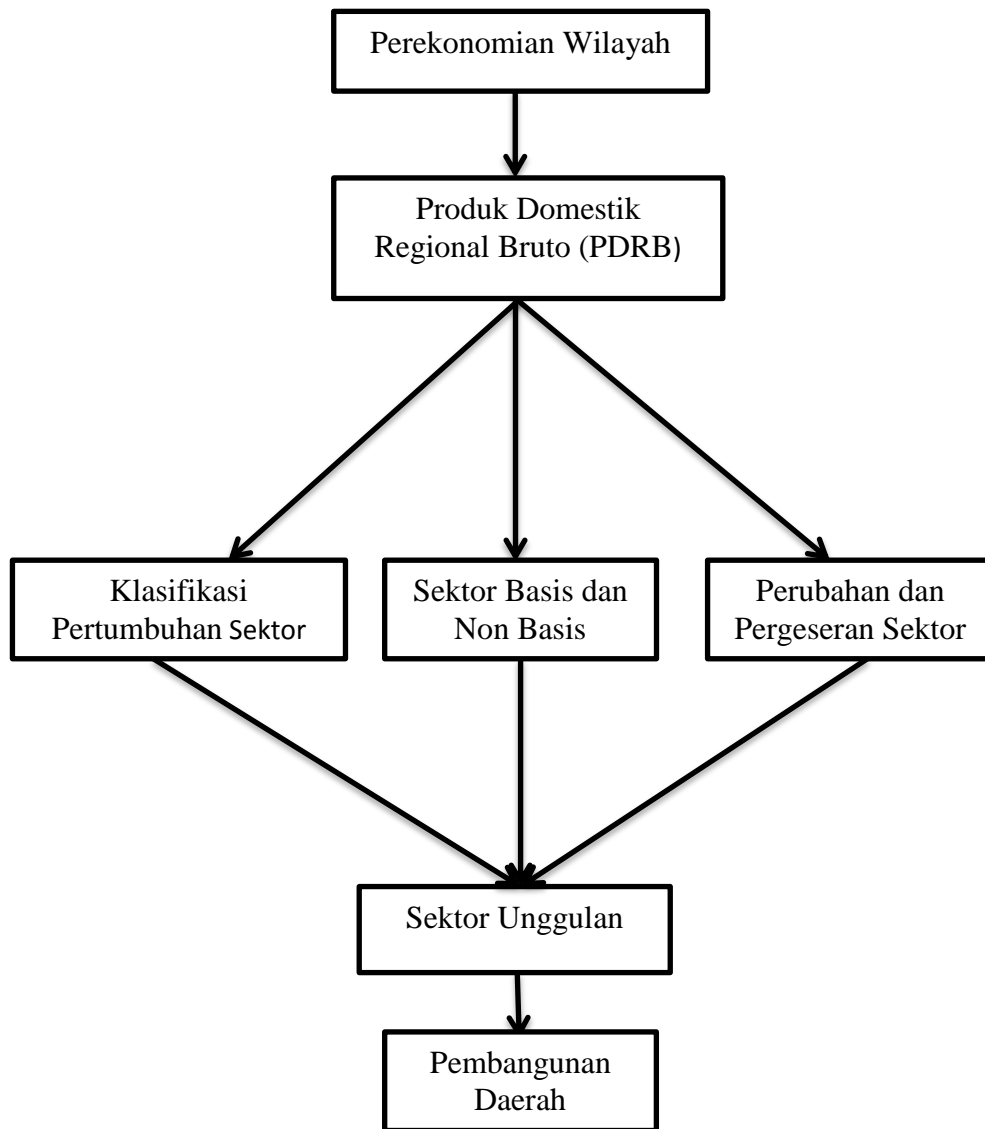 Perekonomian Wilayah
Produk Domestik
Regional Bruto (PDRB)
Klasifikasi
Pertumbuhan Sektor
Sektor Basis dan
Non Basis
Perubahan dan
Pergeseran Sektor
Sektor Unggulan
Pembangunan
Daerah